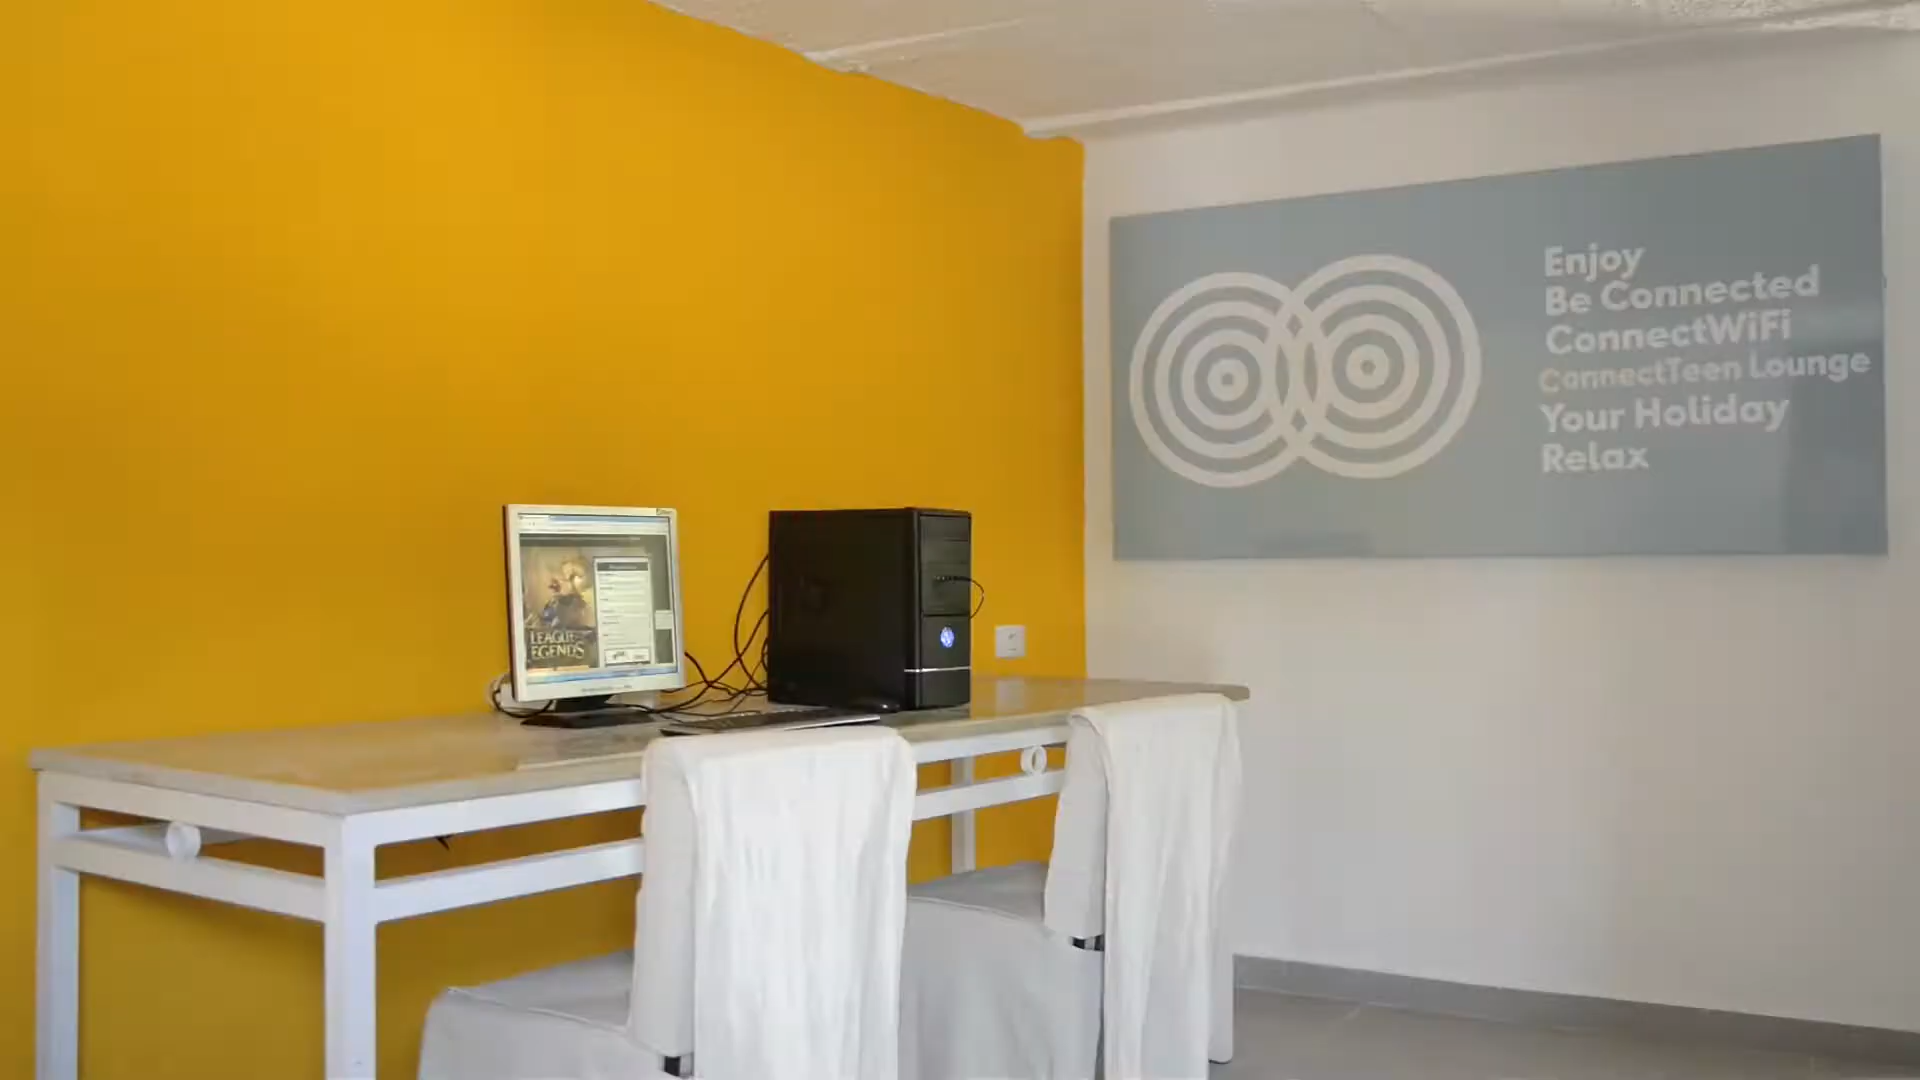 LEAGUE
LEGENDS
Enjoy
Be Connected
ConnectWiFi
ConnectTeen Lounge
Your Holiday
Relax